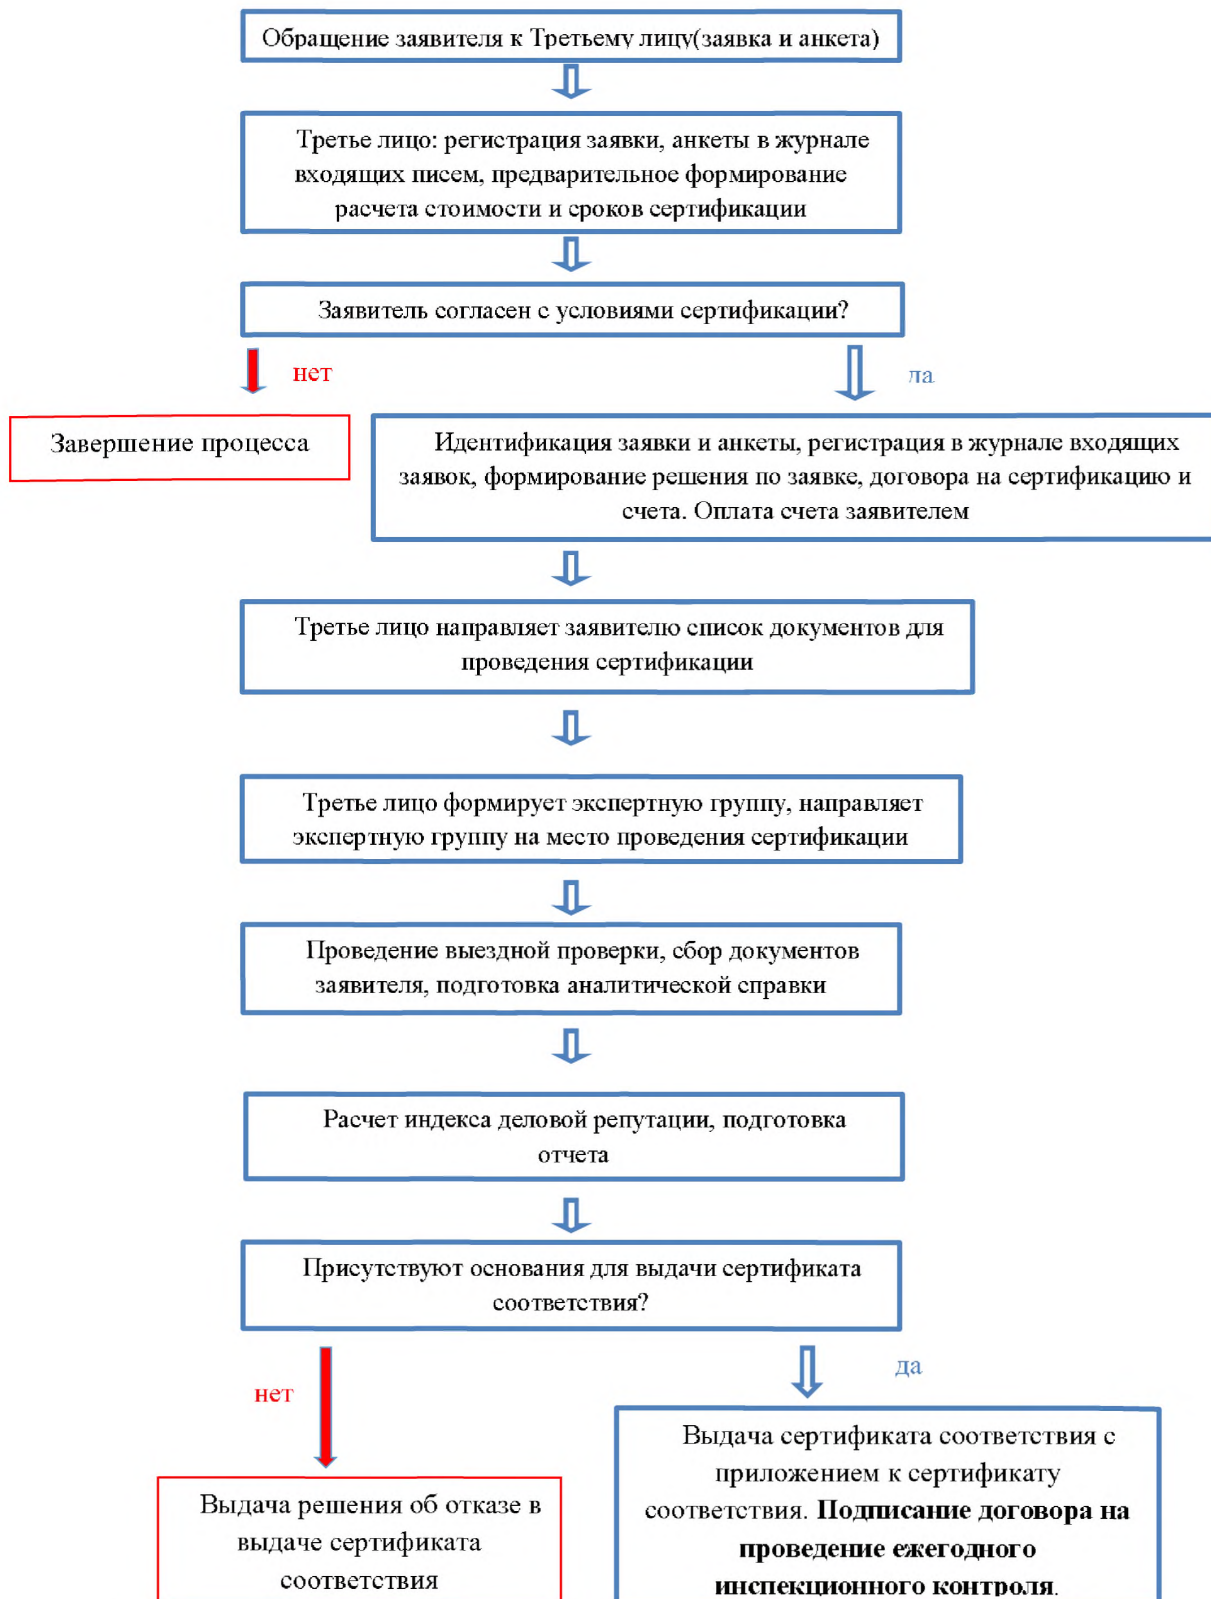 Обращение заявителя к Третьему лицу(заявка и анкета)
Третье лицо: регистрация заявки, анкеты в журнале
входящих писем, предварительное формирование
расчета стоимости и сроков сертификации
Заявитель согласен с условиями сертификации?
нет
да
Завершение процесса
Идентификация заявки и анкеты, регистрация в журнале входящих
заявок, формирование решения по заявке, договора на сертификацию и
счета. Оплата счета заявителем
Третье лицо направляет заявителю список документов для
проведения сертификации
Третье лицо формирует экспертную группу, направляет
экспертную группу на место проведения сертификации
Проведение выездной проверки, сбор документов
заявителя, подготовка аналитической справки
Расчет индекса деловой репутации, подготовка
отчета
Присутствуют основания для выдачи сертификата
соответствия?
нет
да
Выдача решения об отказе в
выдаче сертификата
соответствия
Выдача сертификата соответствия с
приложением к сертификату
соответствия. Подписание договора на
проведение ежегодного
инспекционного контроля.